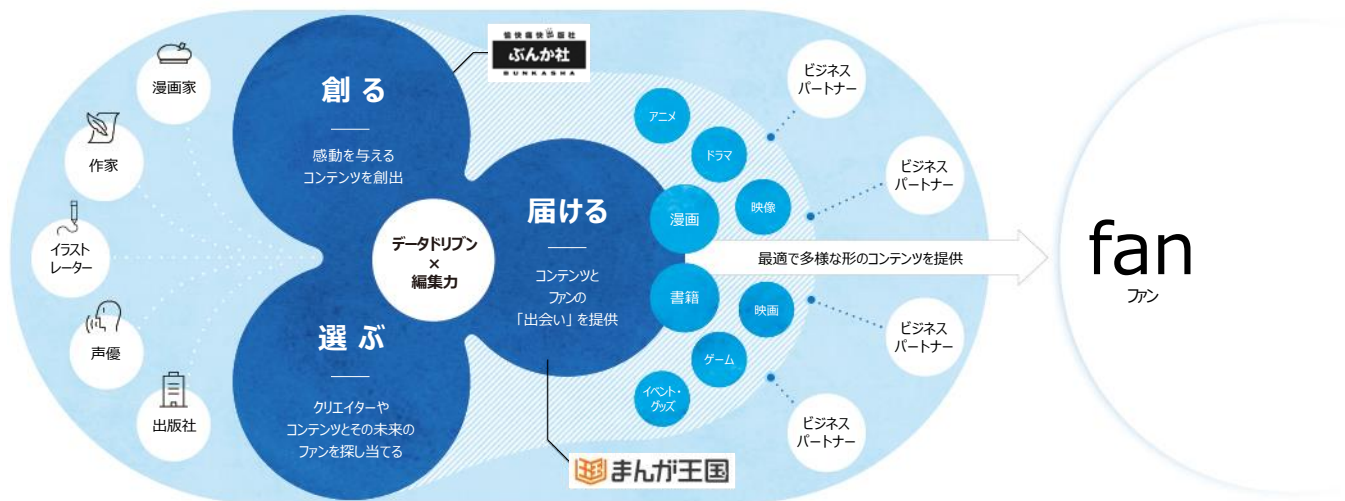 漫画家
作家
イラスト
レーター
声優
出版社
創る
感動を与える
コンテンツを創出
愉快痛快出版社
ぶんか社
BUNKASHA
選ぶ
クリエイターや
コンテンツとその未来の
ファンを探し当てる
データドリブン
×
編集力
届ける
コンテンツと
ファンの
「出会い」を提供
まんが王国
アニメ
ドラマ
映像
漫画
書籍
映画
ゲーム
イベント・
グッズ
ビジネス
パートナー
ビジネス
パートナー
最適で多様な形のコンテンツを提供
ビジネス
パートナー
ビジネス
パートナー
fan
ファン